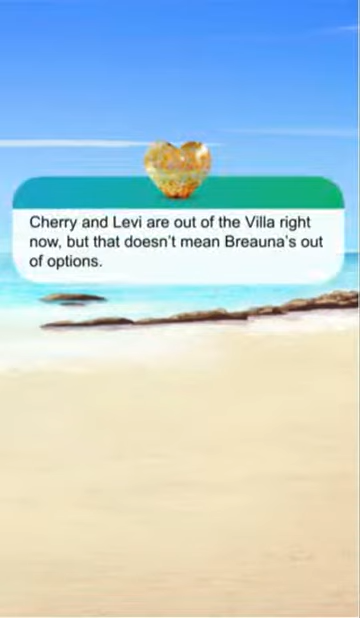 Cherry and Levi are out of the Villa right
now, but that doesn't mean Breauna's out
of options.